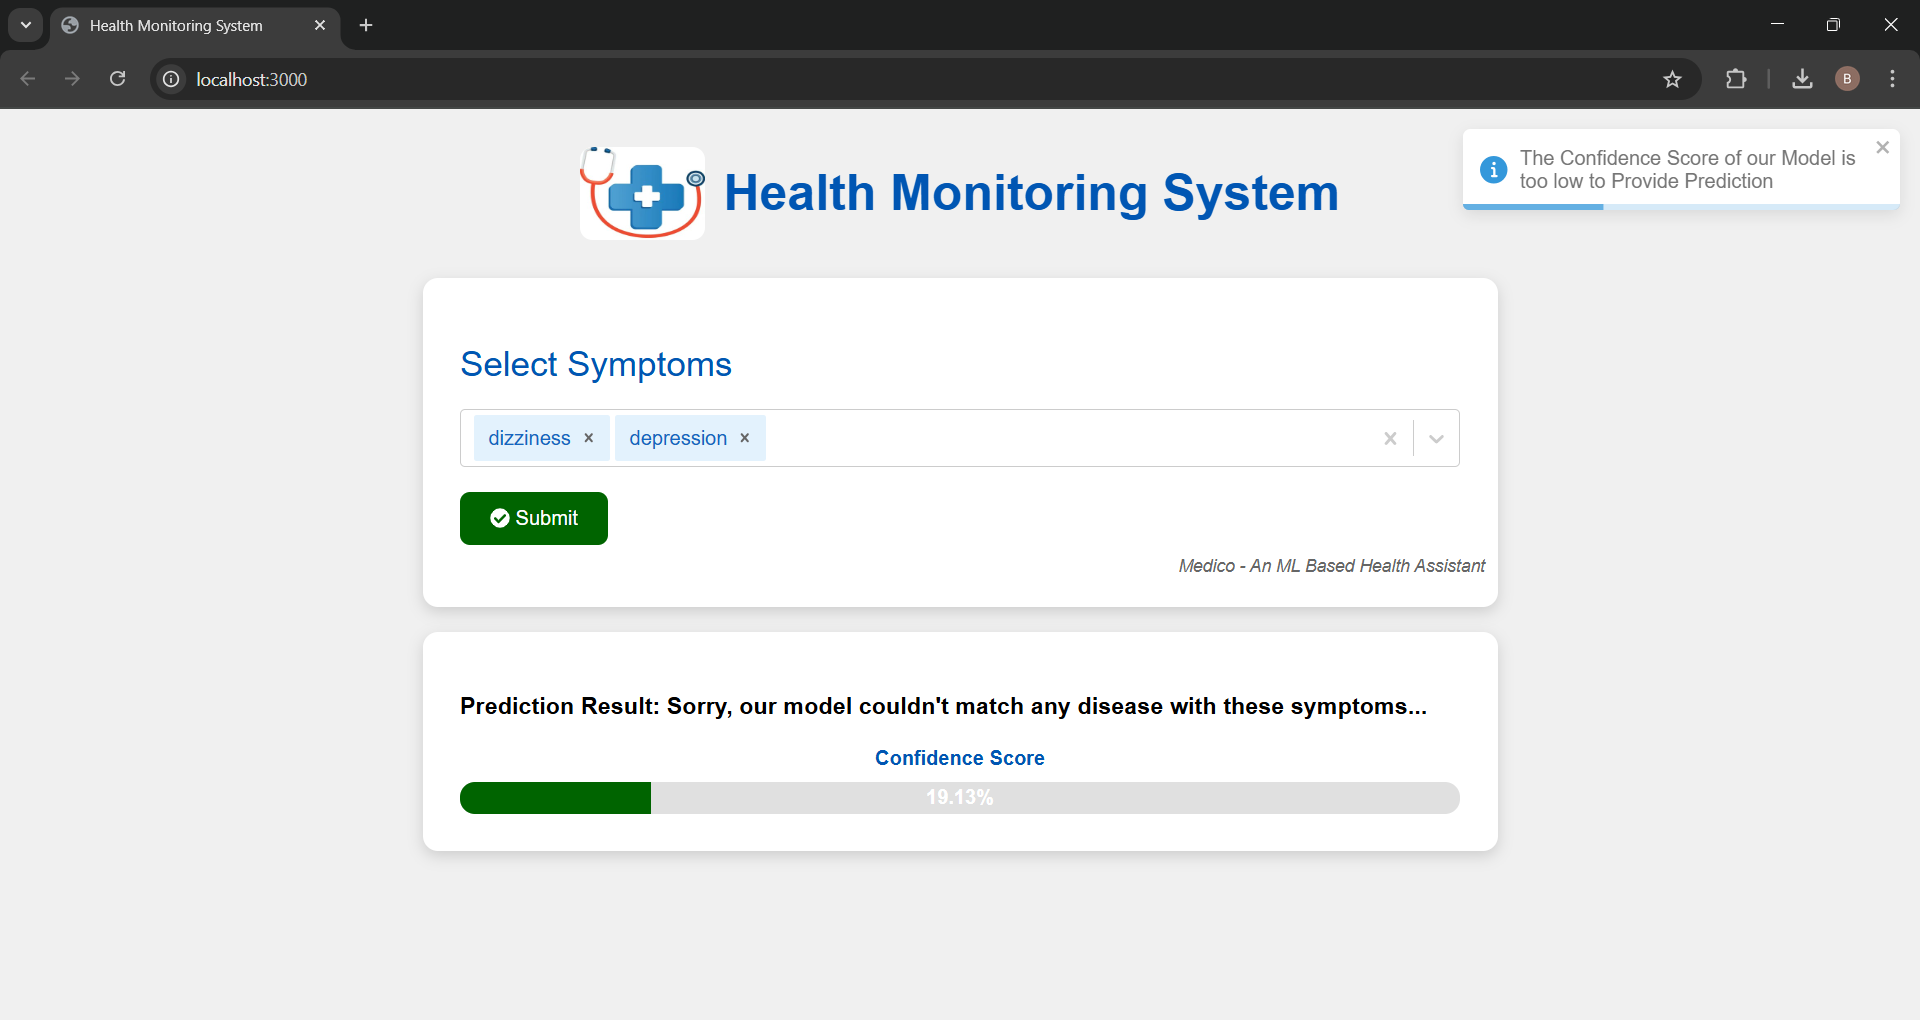 Health Monitoring System
localhost:3000
B
Health Monitoring System
The Confidence Score of our Model is
too low to Provide Prediction
Select Symptoms
dizziness × depression ×
Submit
Medico - An ML Based Health Assistant
Prediction Result: Sorry, our model couldn't match any disease with these symptoms...
Confidence Score
19.13%